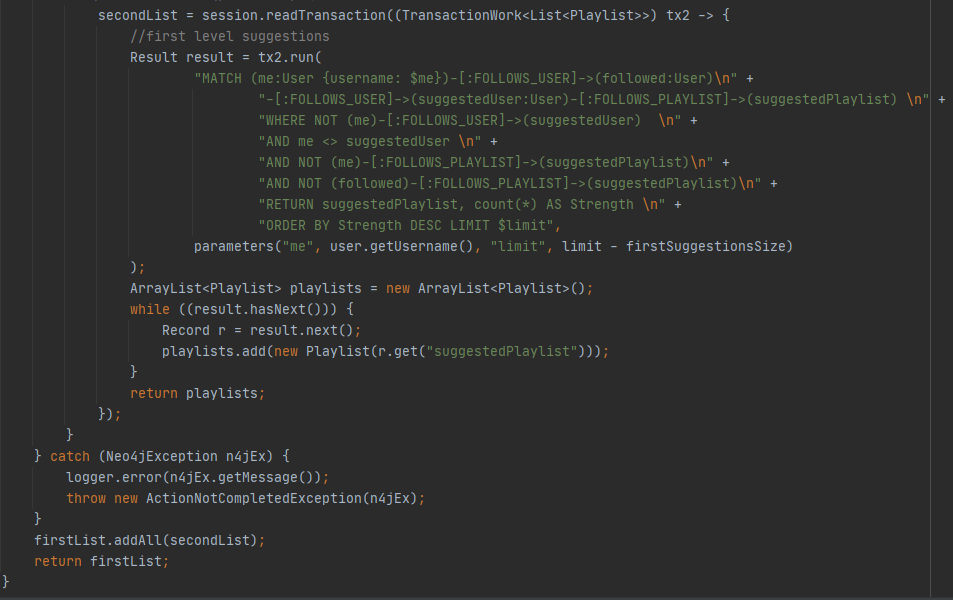 secondList = session.readTransaction((TransactionWork<List<Playlist>>) tx2 -> {
//first level suggestions
Result result = tx2.run(
"MATCH (me:User {username: $me})-[:FOLLOWS_USER]->(followed:User)\n" +
"-[:FOLLOWS_USER]->(suggestedUser:User)-[:FOLLOWS_PLAYLIST]->(suggestedPlaylist) \n" +
"WHERE NOT (me)-[:FOLLOWS_USER]->(suggestedUser)  \n" +
"AND me <> suggestedUser \n" +
"AND NOT (me)-[:FOLLOWS_PLAYLIST]->(suggestedPlaylist)\n" +
"AND NOT (followed)-[:FOLLOWS_PLAYLIST]->(suggestedPlaylist)\n" +
"RETURN suggestedPlaylist, count(*) AS Strength \n" +
"ORDER BY Strength DESC LIMIT $limit",
parameters("me", user.getUsername(), "limit", limit - firstSuggestionsSize)
);
ArrayList<Playlist> playlists = new ArrayList<Playlist>();
while ((result.hasNext())) {
Record r = result.next();
playlists.add(new Playlist(r.get("suggestedPlaylist")));
}
return playlists;
});
}
} catch (Neo4jException n4jEx) {
logger.error(n4jEx.getMessage());
throw new ActionNotCompletedException(n4jEx);
}
firstList.addAll(secondList);
return firstList;
}